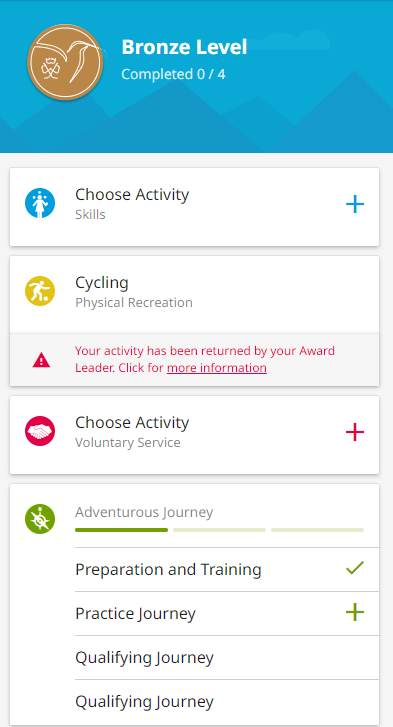 Bronze Level
Completed 0 / 4
Choose Activity
Skills
Cycling
Physical Recreation
Your activity has been returned by your Award
Leader. Click for more information
Choose Activity
Voluntary Service
Adventurous Journey
Preparation and Training
Practice Journey
Qualifying Journey
Qualifying Journey